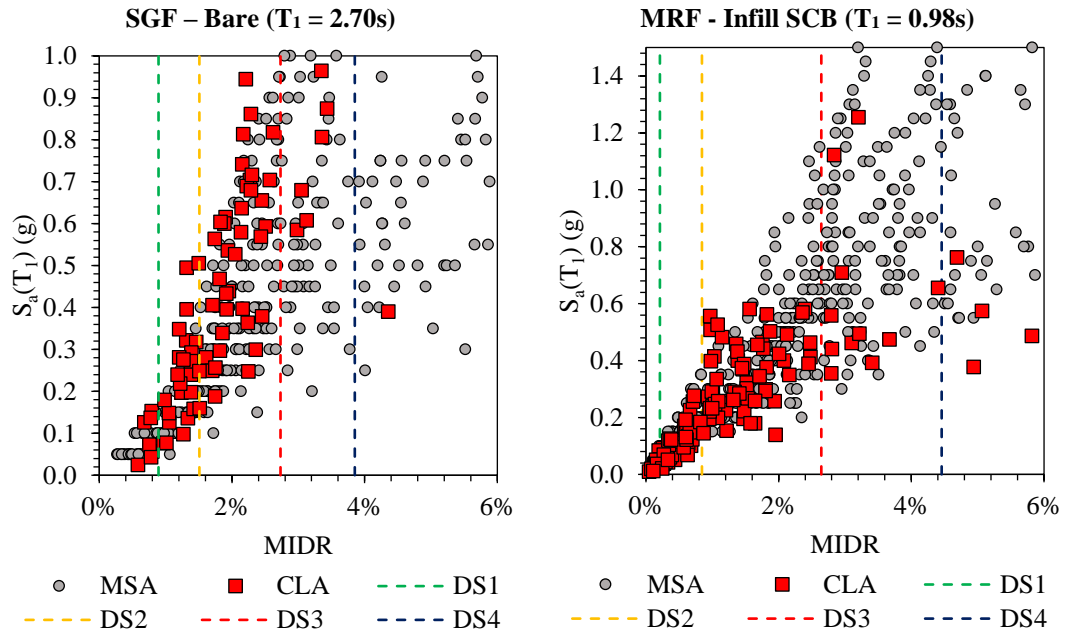 SGF – Bare (T1 = 2.70s)
1.0
0.9
0.8
0.7
0.6
0.5
0.4
0.3
0.2
0.1
0.0
Sa(T1) (g)
0% 2% 4% 6%
MIDR
MSA CLA DS1
DS2 DS3 DS4
MRF - Infill SCB (T1 = 0.98s)
1.4
1.2
1.0
0.8
0.6
0.4
0.2
0.0
Sa(T1) (g)
0% 2% 4% 6%
MIDR
MSA CLA DS1
DS2 DS3 DS4